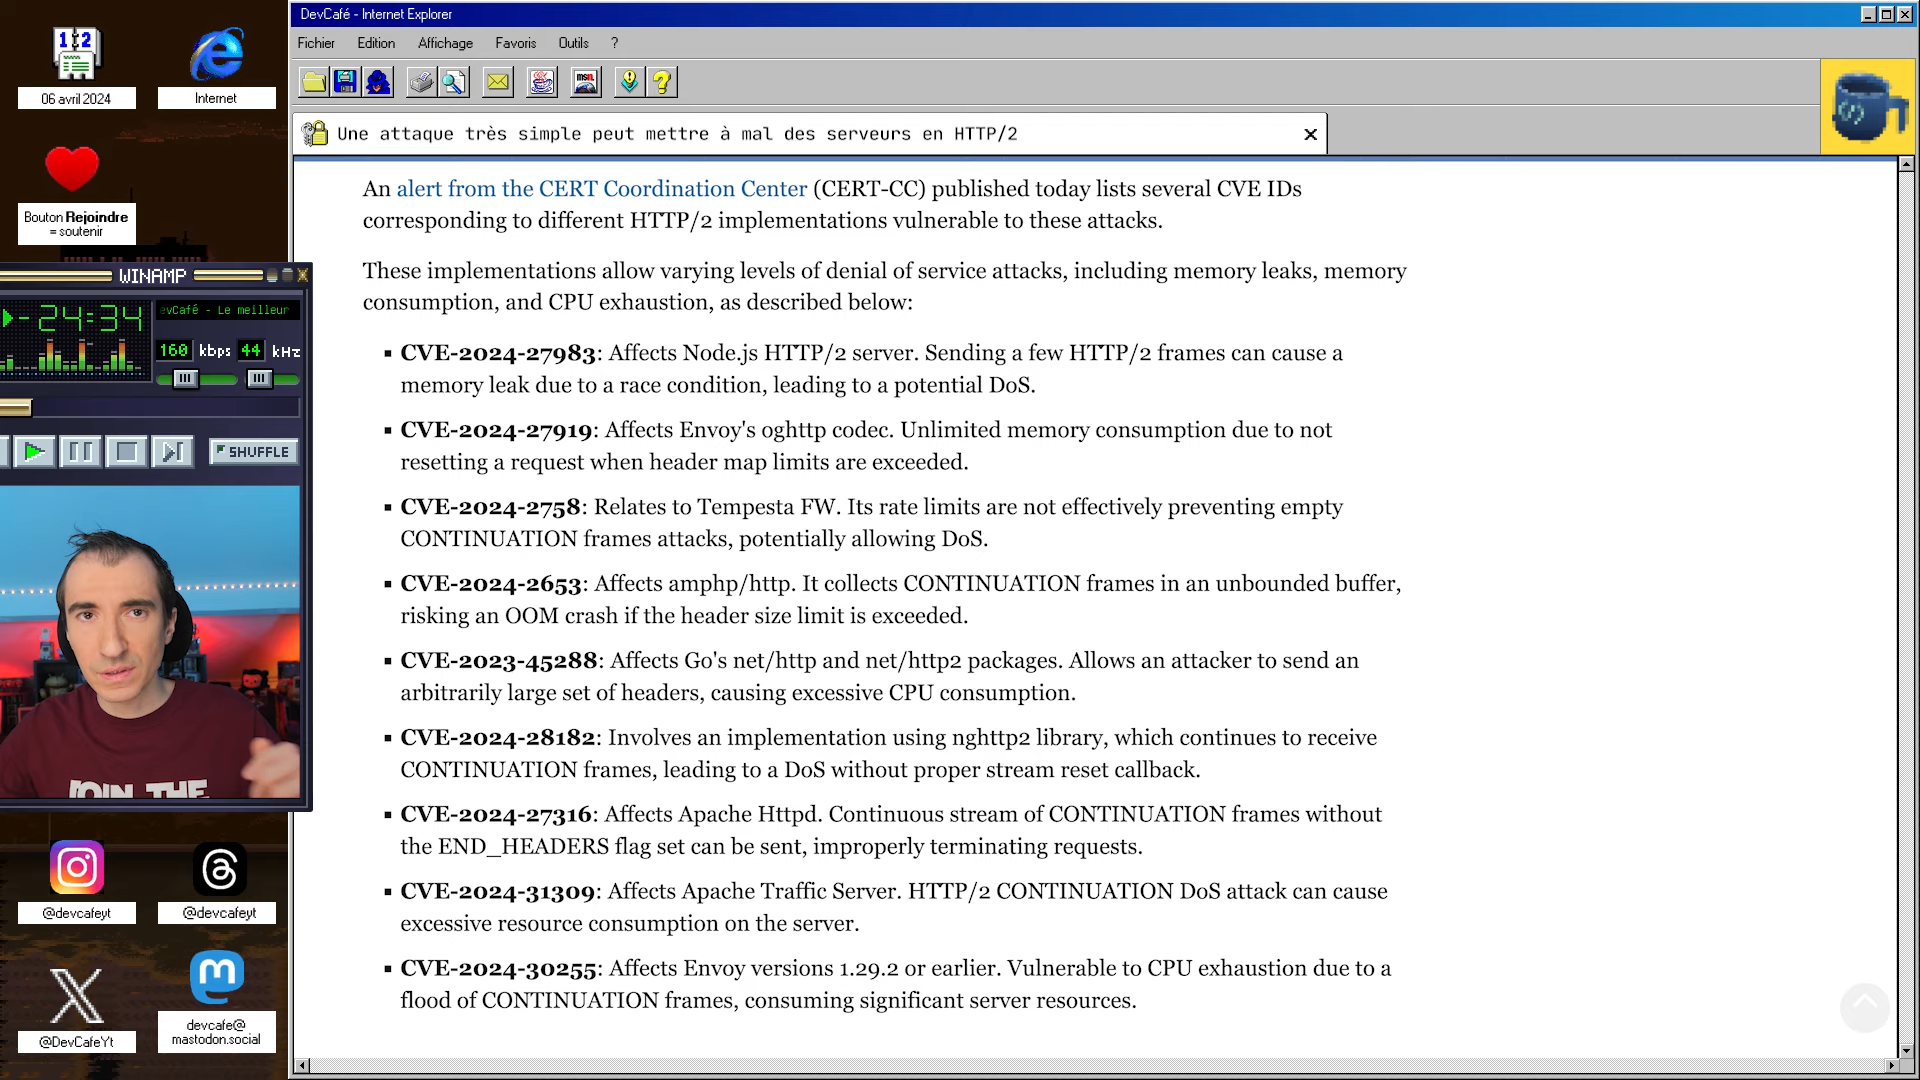 DevCafé - Internet Explorer
Fichier Edition Affichage Favoris Outils ?
msn
Une attaque très simple peut mettre à mal des serveurs en HTTP/2
12
06 avril 2024
Internet
Bouton Rejoindre
= soutenir
WINAMP
-24:34
evCafé - Le meilleur
160 kbps 44 kHz
SHUFFLE
JOIN THE
@devcafeyt
@devcafeyt
@DevCafeYt
devcafe@
mastodon.social
An alert from the CERT Coordination Center (CERT-CC) published today lists several CVE IDs
corresponding to different HTTP/2 implementations vulnerable to these attacks.
These implementations allow varying levels of denial of service attacks, including memory leaks, memory
consumption, and CPU exhaustion, as described below:
CVE-2024-27983: Affects Node.js HTTP/2 server. Sending a few HTTP/2 frames can cause a
memory leak due to a race condition, leading to a potential DoS.
CVE-2024-27919: Affects Envoy's oghttp codec. Unlimited memory consumption due to not
resetting a request when header map limits are exceeded.
CVE-2024-2758: Relates to Tempesta FW. Its rate limits are not effectively preventing empty
CONTINUATION frames attacks, potentially allowing DoS.
CVE-2024-2653: Affects amphp/http. It collects CONTINUATION frames in an unbounded buffer,
risking an OOM crash if the header size limit is exceeded.
CVE-2023-45288: Affects Go's net/http and net/http2 packages. Allows an attacker to send an
arbitrarily large set of headers, causing excessive CPU consumption.
CVE-2024-28182: Involves an implementation using nghttp2 library, which continues to receive
CONTINUATION frames, leading to a DoS without proper stream reset callback.
CVE-2024-27316: Affects Apache Httpd. Continuous stream of CONTINUATION frames without
the END_HEADERS flag set can be sent, improperly terminating requests.
CVE-2024-31309: Affects Apache Traffic Server. HTTP/2 CONTINUATION DoS attack can cause
excessive resource consumption on the server.
CVE-2024-30255: Affects Envoy versions 1.29.2 or earlier. Vulnerable to CPU exhaustion due to a
flood of CONTINUATION frames, consuming significant server resources.